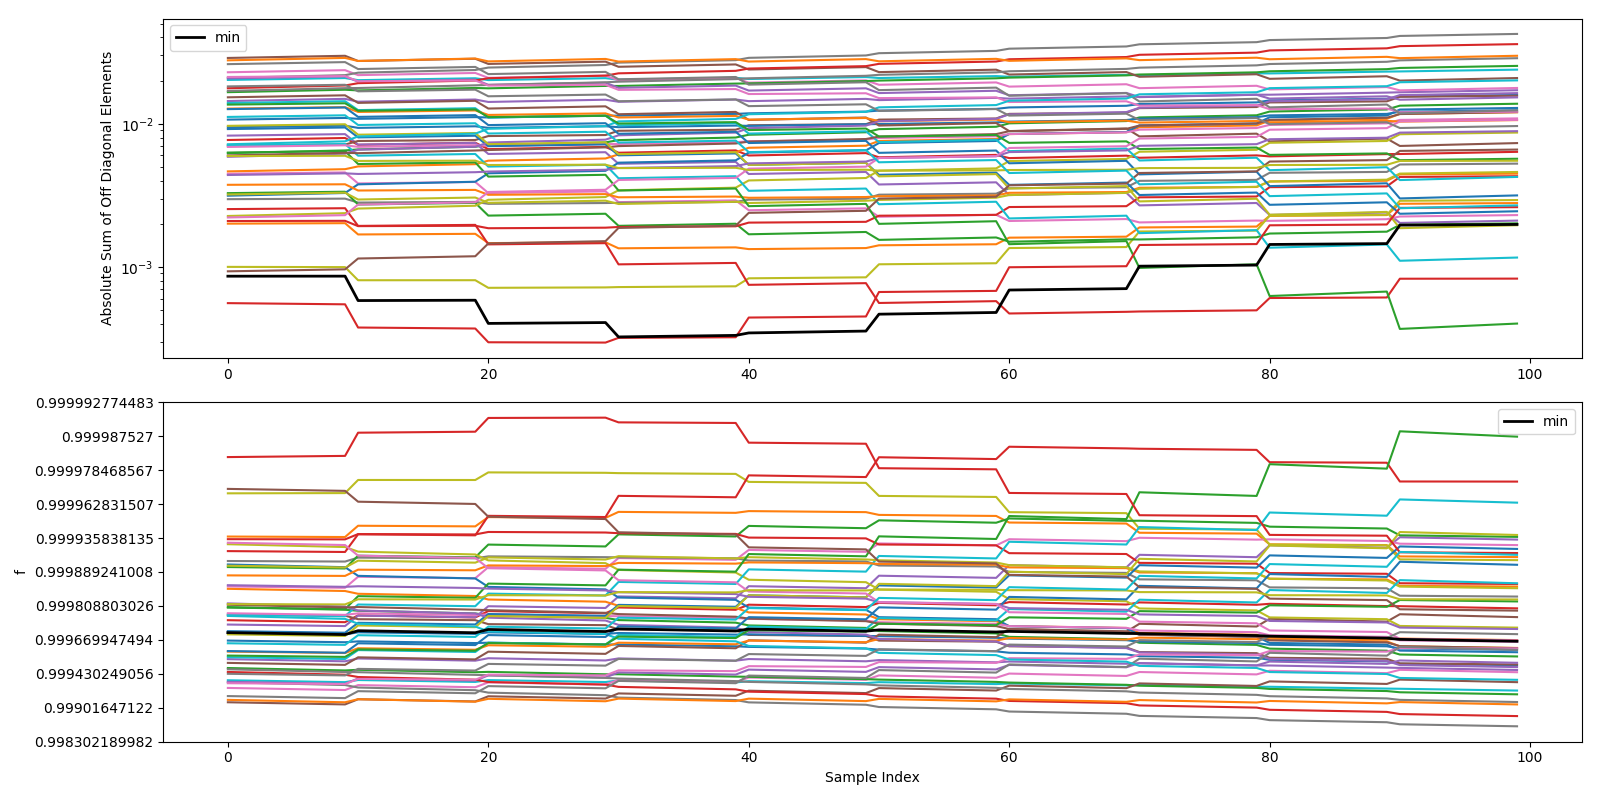 Absolute Sum of Off Diagonal Elements
10⁻²
10⁻³
min
0 20 40 60 80 100
f
0.999992774483
0.999987527
0.999978468567
0.999962831507
0.999935838135
0.999889241008
0.999808803026
0.999669947494
0.999430249056
0.99901647122
0.998302189982
min
0 20 40 60 80 100
Sample Index